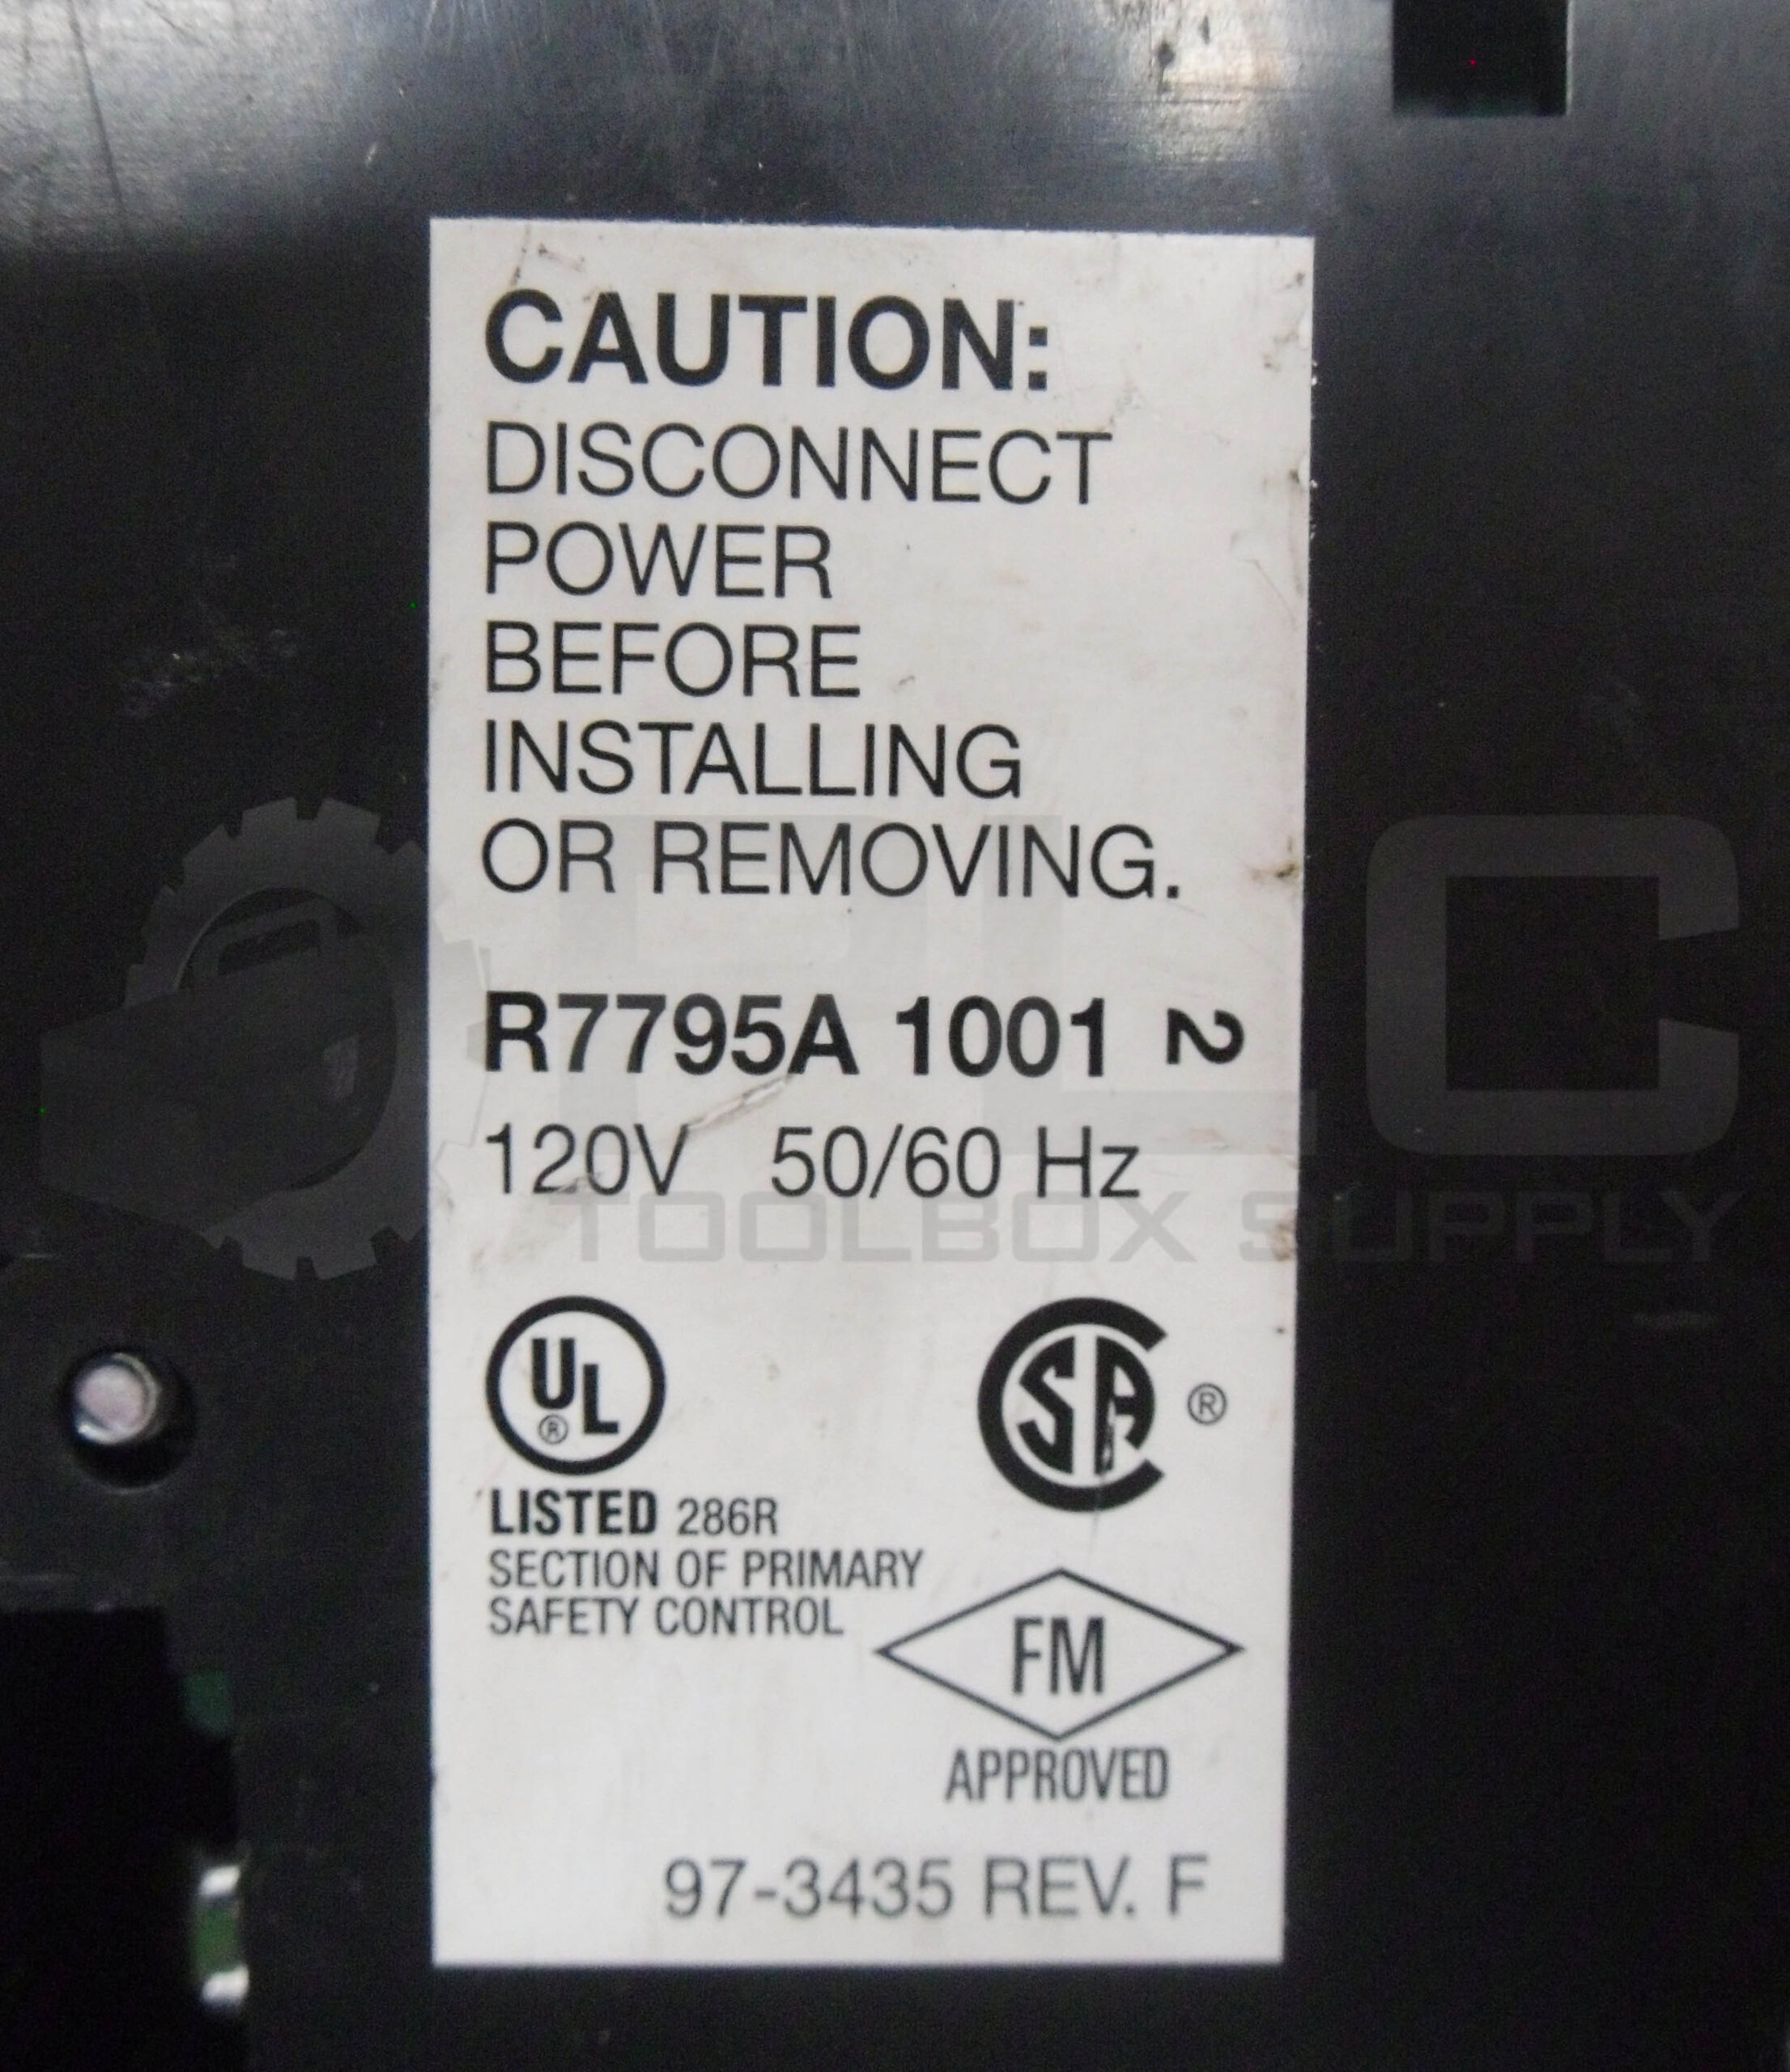 CAUTION:
DISCONNECT
POWER
BEFORE
INSTALLING
OR REMOVING.
R7795A 1001 2
120V 50/60 Hz
PLC
TOOLBOX SUPPLY
UL
®
SA ®
LISTED 286R
SECTION OF PRIMARY
SAFETY CONTROL
FM
APPROVED
97-3435 REV. F